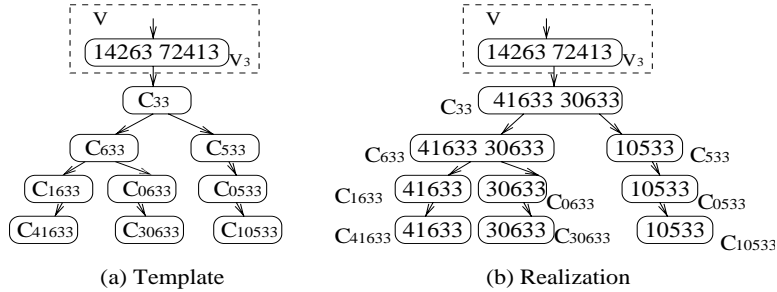 V V
14263 72413 V3 14263 72413 V3
C33 C33 41633 30633
C633 C533 C633 41633 30633 10533 C533
C1633 C0633 C0533 C1633 41633 30633 C0633 10533 C0533
C41633 C30633 C10533 C41633 41633 30633 C30633 10533 C10533
(a) Template (b) Realization